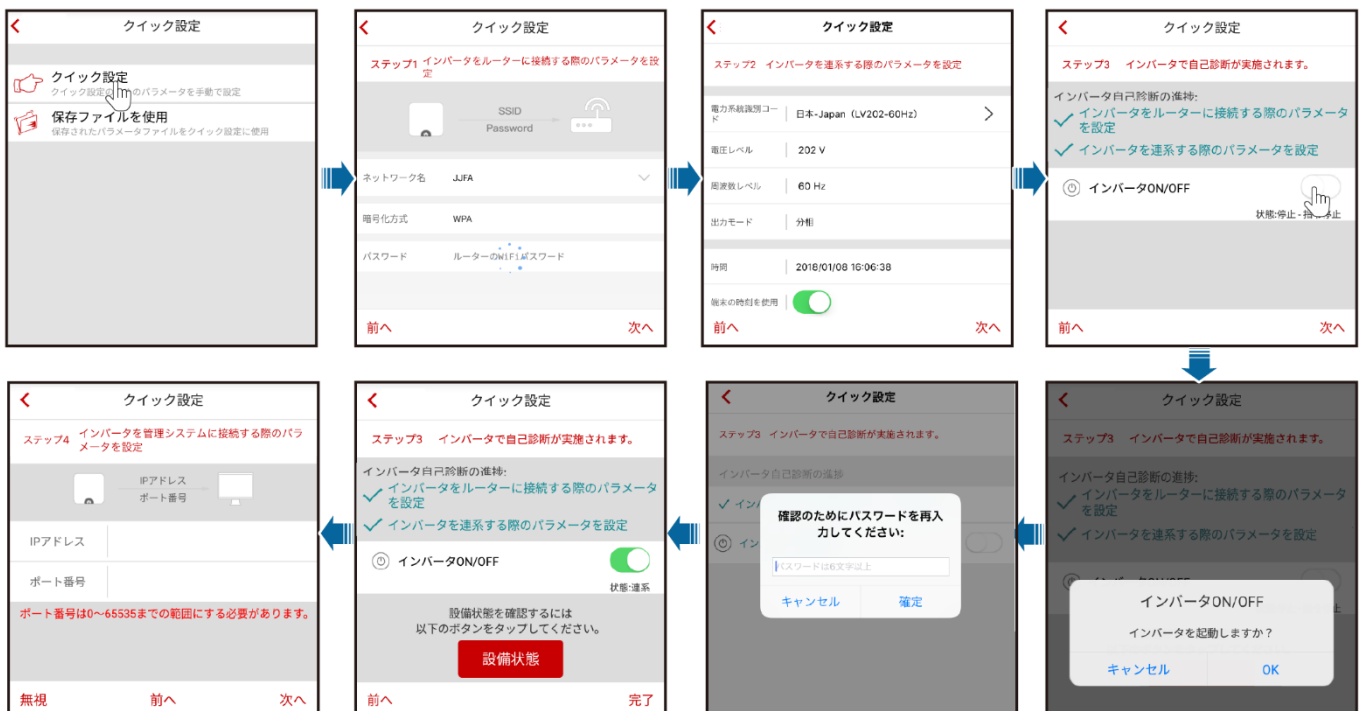 クイック設定
クイック設定
クイック設定の
のパラメータを手動で設定
保存ファイルを使用
保存されたパラメータファイルをクイック設定に使用
クイック設定
ステップ1 インバータをルーターに接続する際のパラメータを設
定
SSID
Password
ネットワーク名 JJFA
暗号化方式 WPA
パスワード ルーターのWiFiパスワード
前へ 次へ
クイック設定
ステップ2 インバータを連系する際のパラメータを設定
電力系統識別コー
ド
日本-Japan（LV202-60Hz）
電圧レベル 202 V
周波数レベル 60 Hz
出力モード 分相
時間 2018/01/08 16:06:38
端末の時刻を使用
前へ 次へ
クイック設定
ステップ3 インバータで自己診断が実施されます。
インバータ自己診断の進捗:
インバータをルーターに接続する際のパラメータ
を設定
インバータを連系する際のパラメータを設定
インバータON/OFF
状態:停止 -
停止
前へ 次へ
クイック設定
ステップ3 インバータで自己診断が実施されます。
インバータ自己診断の進捗:
インバータをルーターに接続する際のパラメータ
を設定
インバータを連系する際のパラメータを設定
インバータON/OFF
インバータを起動しますか？
キャンセル OK
クイック設定
ステップ3 インバータで自己診断が実施されます。
インバータ自己診断の進捗
イン
イン
確認のためにパスワードを再入
力してください:
パスワードは6文字以上
キャンセル 確定
クイック設定
ステップ3 インバータで自己診断が実施されます。
インバータ自己診断の進捗:
インバータをルーターに接続する際のパラメータ
を設定
インバータを連系する際のパラメータを設定
インバータON/OFF
状態:連系
設備状態を確認するには
以下のボタンをタップしてください。
設備状態
前へ 完了
クイック設定
ステップ4 インバータを管理システムに接続する際のパラ
メータを設定
IPアドレス
ポート番号
IPアドレス
ポート番号
ポート番号は0～65535までの範囲にする必要があります。
無視 前へ 次へ